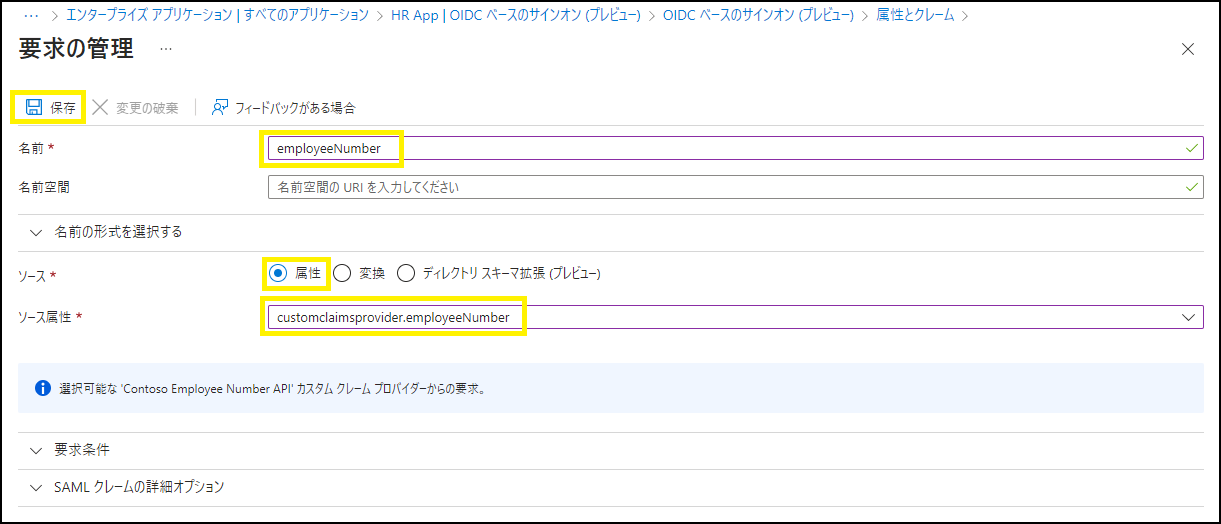 ··· > エンタープライズ アプリケーション | すべてのアプリケーション > HR App | OIDC ベースのサインオン (プレビュー) > OIDC ベースのサインオン (プレビュー) > 属性とクレーム >
要求の管理 ···
保存 変更の破棄 フィードバックがある場合
名前 * employeeNumber
名前空間 名前空間の URI を入力してください
名前の形式を選択する
ソース * 属性 変換 ディレクトリ スキーマ拡張 (プレビュー)
ソース属性 * customclaimsprovider.employeeNumber
選択可能な 'Contoso Employee Number API' カスタム クレーム プロバイダーからの要求。
要求条件
SAML クレームの詳細オプション